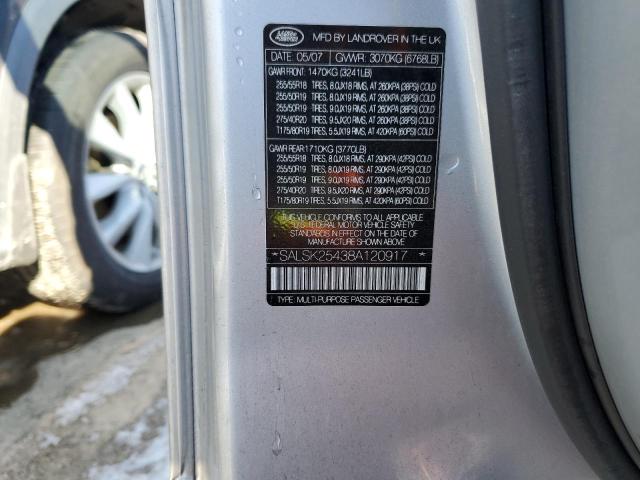 LAND ROVER
MFD BY LANDROVER IN THE UK
DATE 05/07 GVWR: 3070KG (6768LB)
GAWR FRONT: 1470KG (3241LB)
255/55R18 TIRES, 8.0JX18 RIMS, AT 260KPA (38PSI) COLD
255/50R19 TIRES, 8.0JX19 RIMS, AT 260KPA (38PSI) COLD
255/50R19 TIRES, 9.0JX19 RIMS, AT 260KPA (38PSI) COLD
275/40R20 TIRES, 9.5JX20 RIMS, AT 260KPA (38PSI) COLD
T175/80R19 TIRES, 5.5JX19 RIMS, AT 420KPA (60PSI) COLD
GAWR REAR1710KG (3770LB)
255/55R18 TIRES, 8.0JX18 RIMS, AT 290KPA (42PSI) COLD
255/50R19 TIRES, 8.0JX19 RIMS, AT 290KPA (42PSI) COLD
255/50R19 TIRES, 9.0JX19 RIMS, AT 290KPA (42PSI) COLD
275/40R20 TIRES, 9.5JX20 RIMS, AT 290KPA (42PSI) COLD
T175/80R19 TIRES, 5.5JX19 RIMS, AT 420KPA (60PSI) COLD
THIS VEHICLE CONFORMS TO ALL APPLICABLE
U.S. FEDERAL MOTOR VEHICLE SAFETY
STANDARDS IN EFFECT ON THE DATE OF
MANUFACTURE SHOWN ABOVE
*SALSK25438A120917*
TYPE: MULTI-PURPOSE PASSENGER VEHICLE